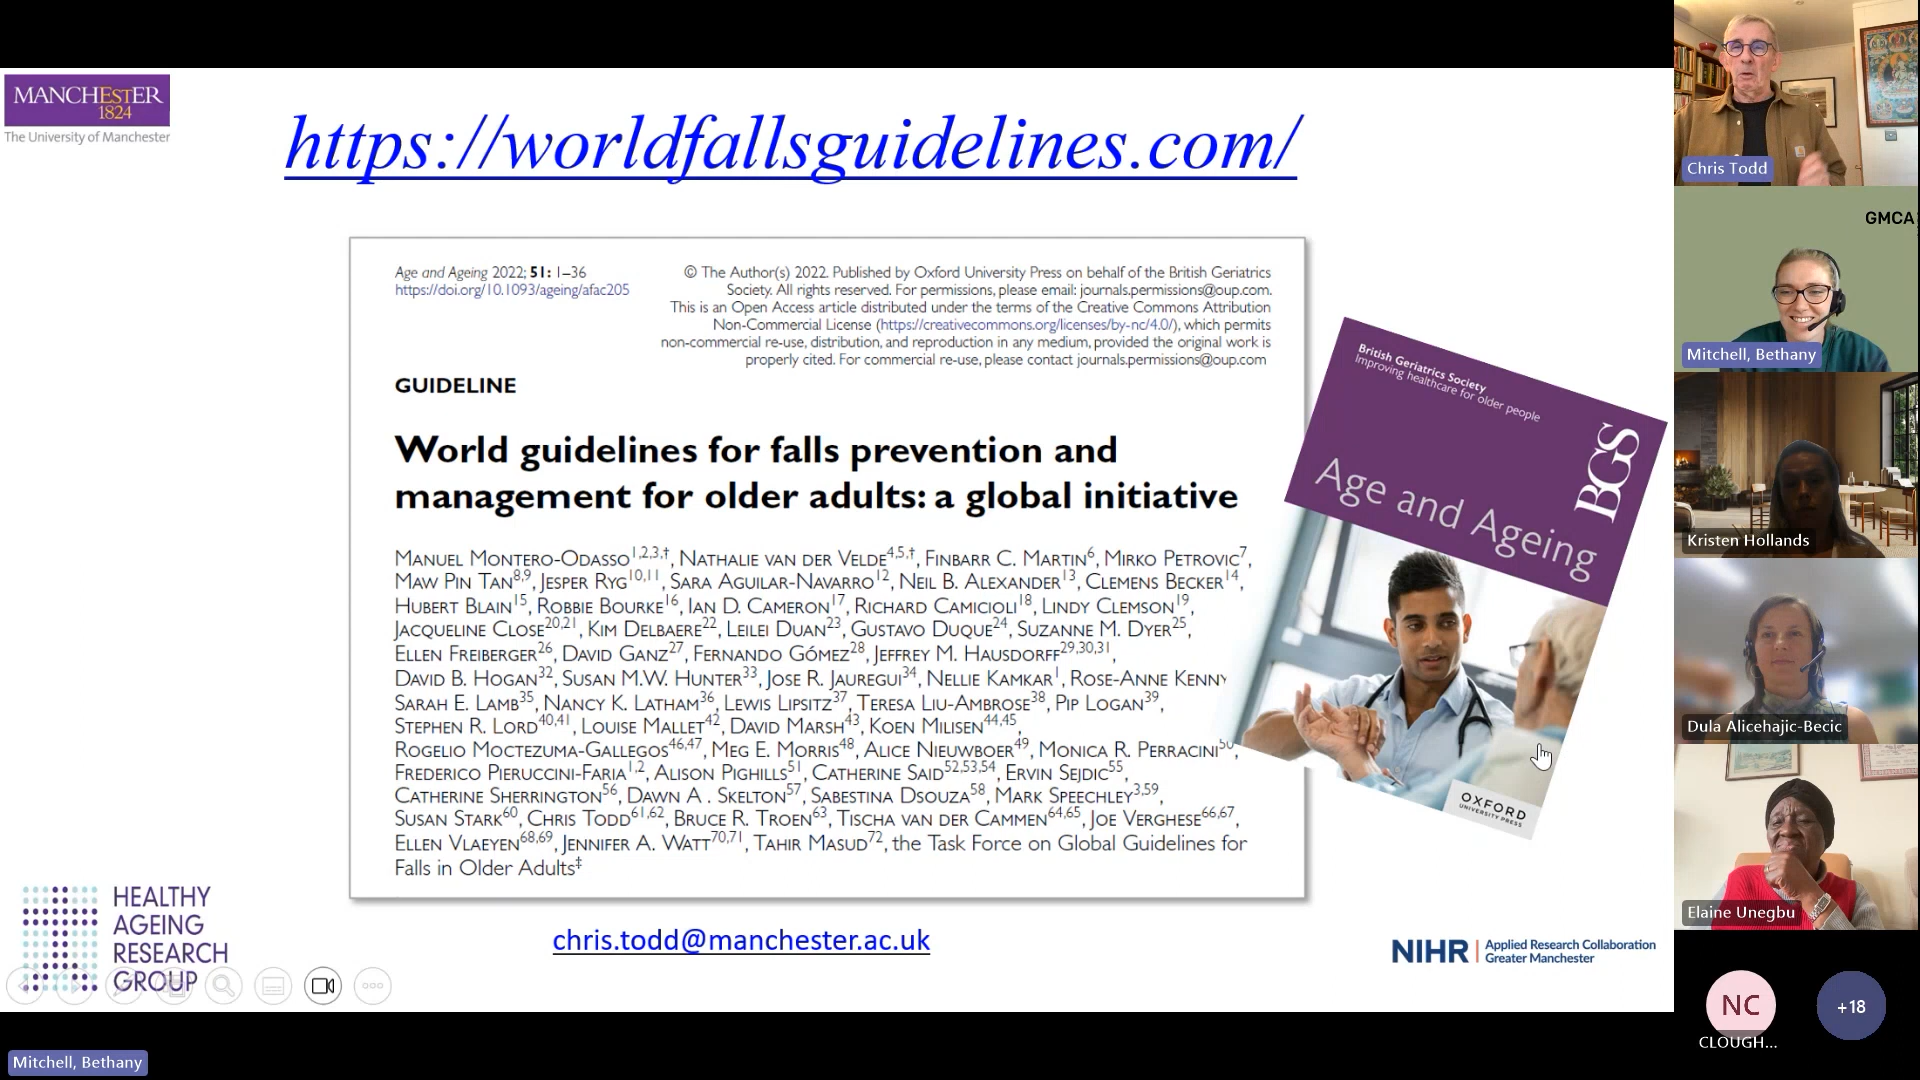 MANCHESTER
1824
The University of Manchester
https://worldfallsguidelines.com/
Age and Ageing 2022; 51: 1–36
https://doi.org/10.1093/ageing/afac205
© The Author(s) 2022. Published by Oxford University Press on behalf of the British Geriatrics
Society. All rights reserved. For permissions, please email: journals.permissions@oup.com.
This is an Open Access article distributed under the terms of the Creative Commons Attribution
Non-Commercial License (https://creativecommons.org/licenses/by-nc/4.0/), which permits
non-commercial re-use, distribution, and reproduction in any medium, provided the original work is
properly cited. For commercial re-use, please contact journals.permissions@oup.com
GUIDELINE
World guidelines for falls prevention and
management for older adults: a global initiative
Manuel Montero-Odasso1,2,3,†, Nathalie van der Velde4,5,†, Finbarr C. Martin6, Mirko Petrovic7,
Maw Pin Tan8,9, Jesper Ryg10,11, Sara Aguilar-Navarro12, Neil B. Alexander13, Clemens Becker14,
Hubert Blain15, Robbie Bourke16, Ian D. Cameron17, Richard Camicioli18, Lindy Clemson19,
Jacqueline Close20,21, Kim Delbaere22, Leilei Duan23, Gustavo Duque24, Suzanne M. Dyer25,
Ellen Freiberger26, David Ganz27, Fernando Gómez28, Jeffrey M. Hausdorff29,30,31,
David B. Hogan32, Susan M.W. Hunter33, Jose R. Jauregui34, Nellie Kamkar1, Rose-Anne Kenny
Sarah E. Lamb35, Nancy K. Latham36, Lewis Lipsitz37, Teresa Liu-Ambrose38, Pip Logan39,
Stephen R. Lord40,41, Louise Mallet42, David Marsh43, Koen Milisen44,45,
Rogelio Moctezuma-Gallegos46,47, Meg E. Morris48, Alice Nieuwboer49, Monica R. Perracini50,
Frederico Pieruccini-Faria1,2, Alison Pighills51, Catherine Said52,53,54, Ervin Sejdic55,
Catherine Sherrington56, Dawn A. Skelton57, Sabestina Dsouza58, Mark Speechley3,59,
Susan Stark60, Chris Todd61,62, Bruce R. Troen63, Tischa van der Cammen64,65, Joe Verghese66,67,
Ellen Vlaeyen68,69, Jennifer A. Watt70,71, Tahir Masud72, the Task Force on Global Guidelines for
Falls in Older Adults‡
British Geriatrics Society
Improving healthcare for older people
BGS
Age and Ageing
OXFORD
UNIVERSITY PRESS
HEALTHY
AGEING
RESEARCH
GROUP
chris.todd@manchester.ac.uk
NIHR | Applied Research Collaboration
Greater Manchester
Mitchell, Bethany
Chris Todd
GMCA
Mitchell, Bethany
Kristen Hollands
Dula Alicehajic-Becic
Elaine Unegbu
NC
CLOUGH...
+18